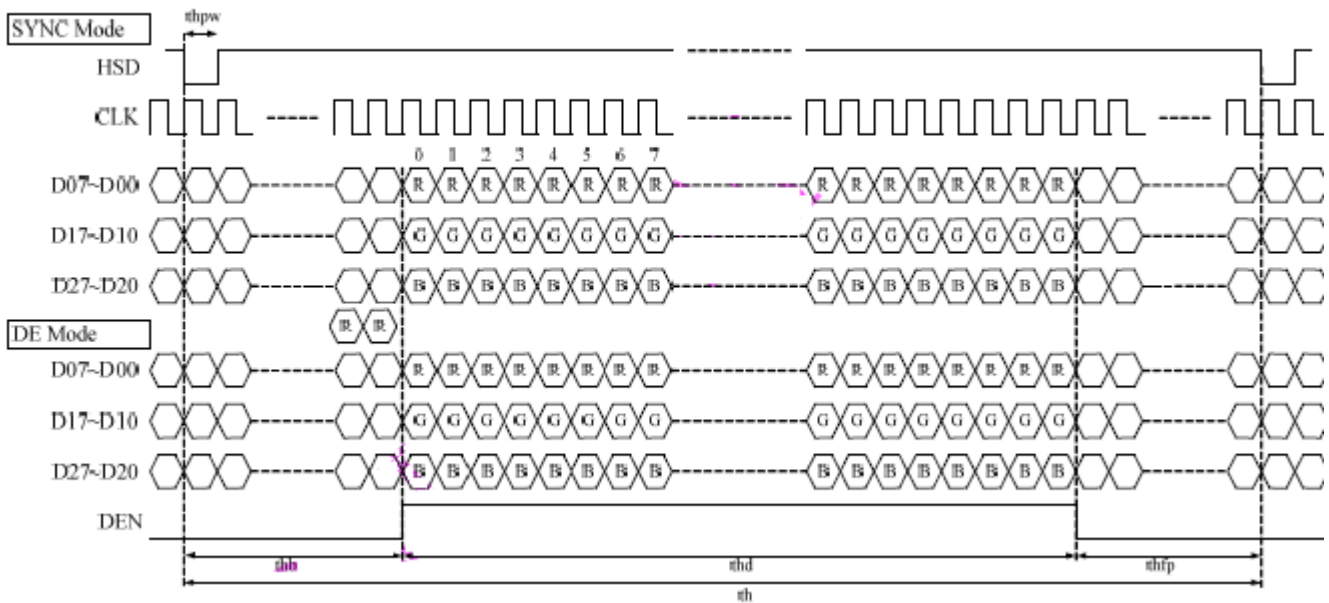 thpw
SYNC Mode
HSD
CLK
0 1 2 3 4 5 6 7
D07~D00 R R R R R R R R R R R R R R R R
D17~D10 G G G G G G G G G G G G G G G G
D27~D20 B B B B B B B B B B B B B B B B
R R
DE Mode
D07~D00 R R R R R R R R R R R R R R R R
D17~D10 G G G G G G G G G G G G G G G G
D27~D20 B B B B B B B B B B B B B B B B
DEN
thb thd thfp
th